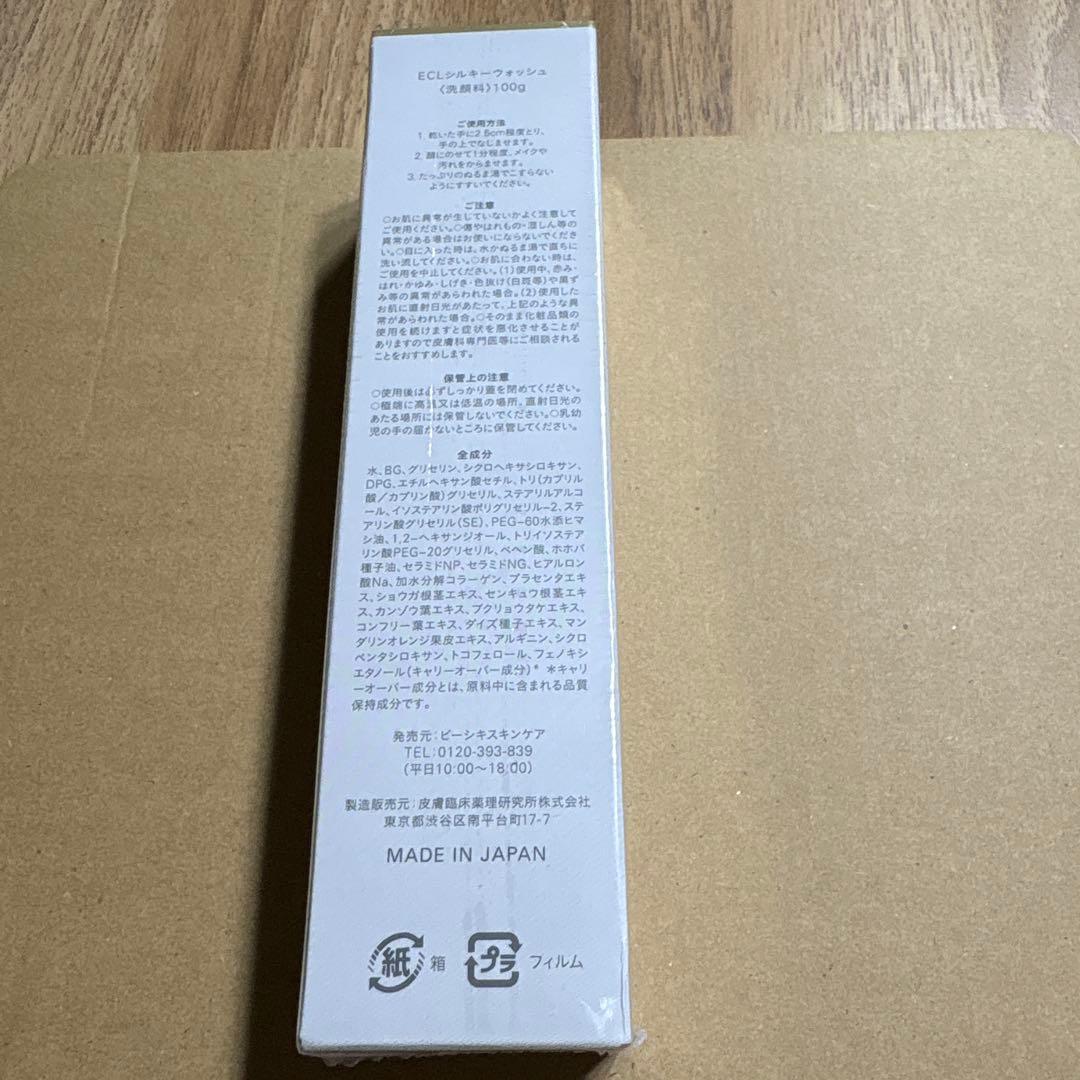 ECLシルキーウォッシュ
〈洗顔料〉100g
ご使用方法
1. 乾いた手に2.5cm程度とり、
手の上でなじませます。
2. 顔にのせて1分程度、メイクや
汚れをからませます。
3. たっぷりのぬるま湯でこすらない
ようにすすいでください。
ご注意
○お肌に異常が生じていないかよく注意して
ご使用ください。○傷やはれもの・湿しん等の
異常がある場合はお使いにならないでくださ
い。○目に入った時は、水かぬるま湯で直ちに
洗い流してください。○お肌に合わない時は、
ご使用を中止してください。(1)使用中、赤み・
はれ・かゆみ・しげき・色抜け(白斑等)や黒ず
み等の異常があらわれた場合。(2)使用した
お肌に直射日光があたって、上記のような異
常があらわれた場合。○そのまま化粧品類の
使用を続けますと症状を悪化させることが
ありますので皮膚科専門医等にご相談される
ことをおすすめします。
保管上の注意
○使用後は必ずしっかり蓋を閉めてください。
○極端に高温又は低温の場所、直射日光の
あたる場所には保管しないでください。○乳幼
児の手の届かないところに保管してください。
全成分
水、BG、グリセリン、シクロヘキサシロキサン、
DPG、エチルヘキサン酸セチル、トリ(カプリル
酸/カプリン酸)グリセリル、ステアリルアルコ
ール、イソステアリン酸ポリグリセリル-2、ステ
アリン酸グリセリル(SE)、PEG-60水添ヒマ
シ油、1,2-ヘキサンジオール、トリイソステア
リン酸PEG-20グリセリル、ベヘン酸、ホホバ
種子油、セラミドNP、セラミドNG、ヒアルロン
酸Na、加水分解コラーゲン、プラセンタエキ
ス、ショウガ根茎エキス、センキュウ根茎エキ
ス、カンゾウ葉エキス、ブクリョウタケエキス、
コンフリー葉エキス、ダイズ種子エキス、マン
ダリンオレンジ果皮エキス、アルギニン、シクロ
ペンタシロキサン、トコフェロール、フェノキシ
エタノール(キャリーオーバー成分)* *キャリ
ーオーバー成分とは、原料中に含まれる品質
保持成分です。
発売元:ビーシキスキンケア
TEL:0120-393-839
(平日10:00〜18:00)
製造販売元:皮膚臨床薬理研究所株式会社
東京都渋谷区南平台町17-7
MADE IN JAPAN
紙 箱 プラ フィルム